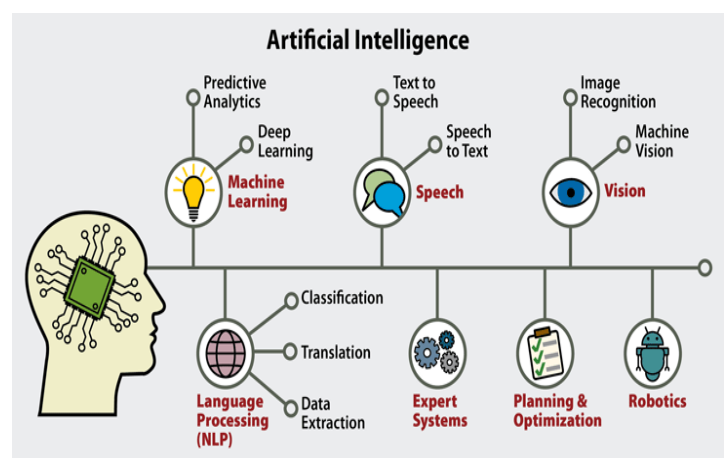 Artificial Intelligence
Predictive
Analytics
Deep
Learning
Machine
Learning
Text to
Speech
Speech
to Text
Speech
Image
Recognition
Machine
Vision
Vision
Classification
Translation
Data
Extraction
Language
Processing
(NLP)
Expert
Systems
Planning &
Optimization
Robotics